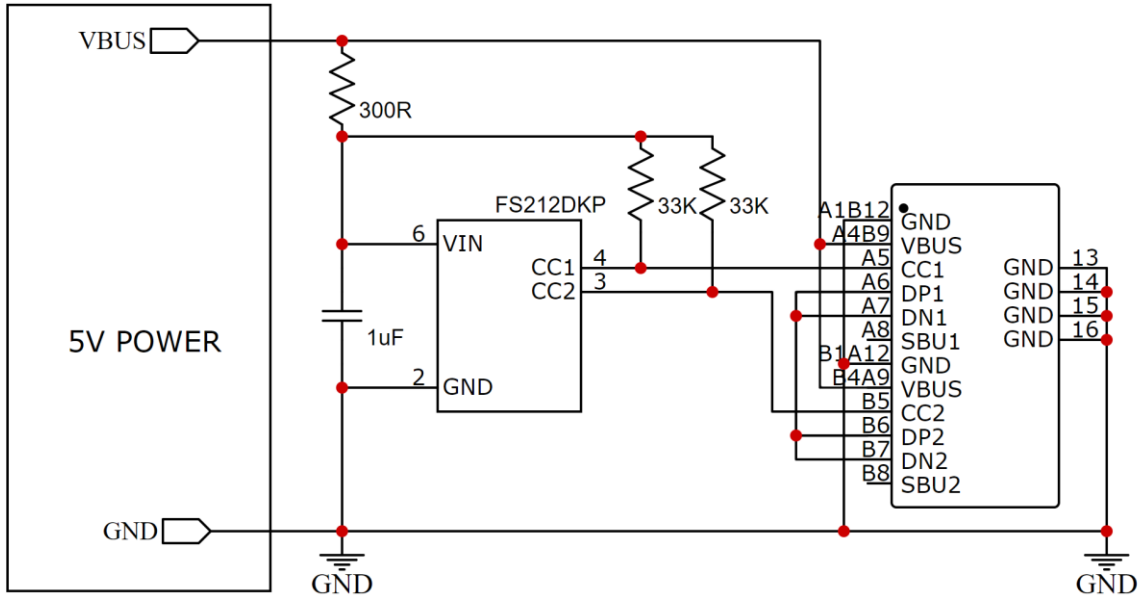 VBUS
300R
FS212DKP
33K
33K
6
VIN
CC1
4
CC2
3
1uF
2
GND
5V POWER
A1B12
GND
A4B9
VBUS
A5
CC1
A6
DP1
A7
DN1
A8
SBU1
B1A12
GND
B4A9
VBUS
B5
CC2
B6
DP2
B7
DN2
B8
SBU2
GND
13
GND
14
GND
15
GND
16
GND
GND
GND